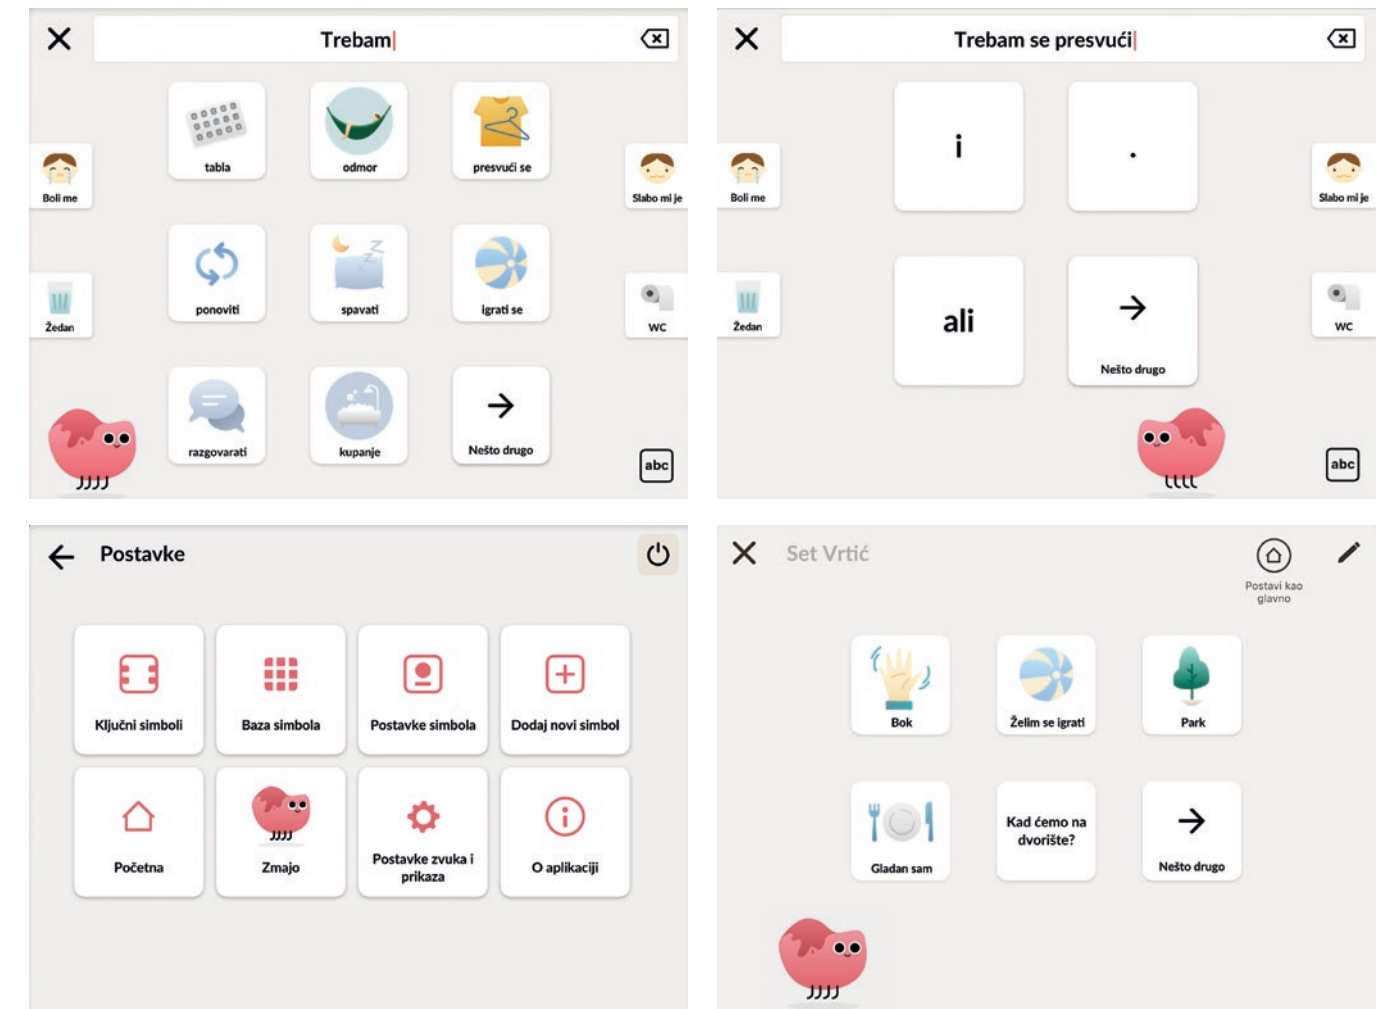 Trebam
tabla
odmor
presvući se
Boli me
Slabo mi je
ponoviti
spavati
igrati se
Žedan
WC
razgovarati
kupanje
Nešto drugo
abc
Trebam se presvući
i
.
Boli me
Slabo mi je
Žedan
WC
ali
Nešto drugo
abc
Postavke
Ključni simboli
Baza simbola
Postavke simbola
Dodaj novi simbol
Početna
Zmajo
Postavke zvuka i
prikaza
O aplikaciji
Set Vrtić
Postavi kao
glavno
Bok
Želim se igrati
Park
Gladan sam
Kad ćemo na
dvorište?
Nešto drugo